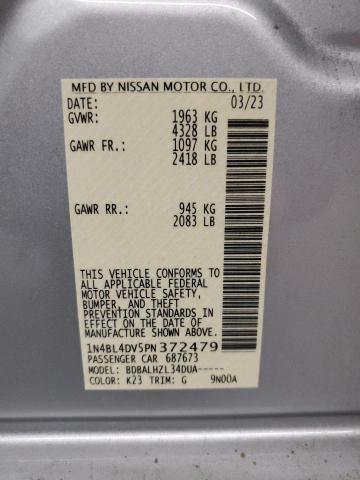 MFD BY NISSAN MOTOR CO., LTD.
DATE: 03/23
GVWR: 1963 KG
4328 LB
GAWR FR.: 1097 KG
2418 LB
GAWR RR.: 945 KG
2083 LB
THIS VEHICLE CONFORMS TO
ALL APPLICABLE FEDERAL
MOTOR VEHICLE SAFETY,
BUMPER, AND THEFT
PREVENTION STANDARDS IN
EFFECT ON THE DATE OF
MANUFACTURE SHOWN ABOVE.
1N4BL4DV5PN372479
PASSENGER CAR 687673
MODEL: BDBALHZL34DUA-----
COLOR: K23 TRIM: G 9N00A